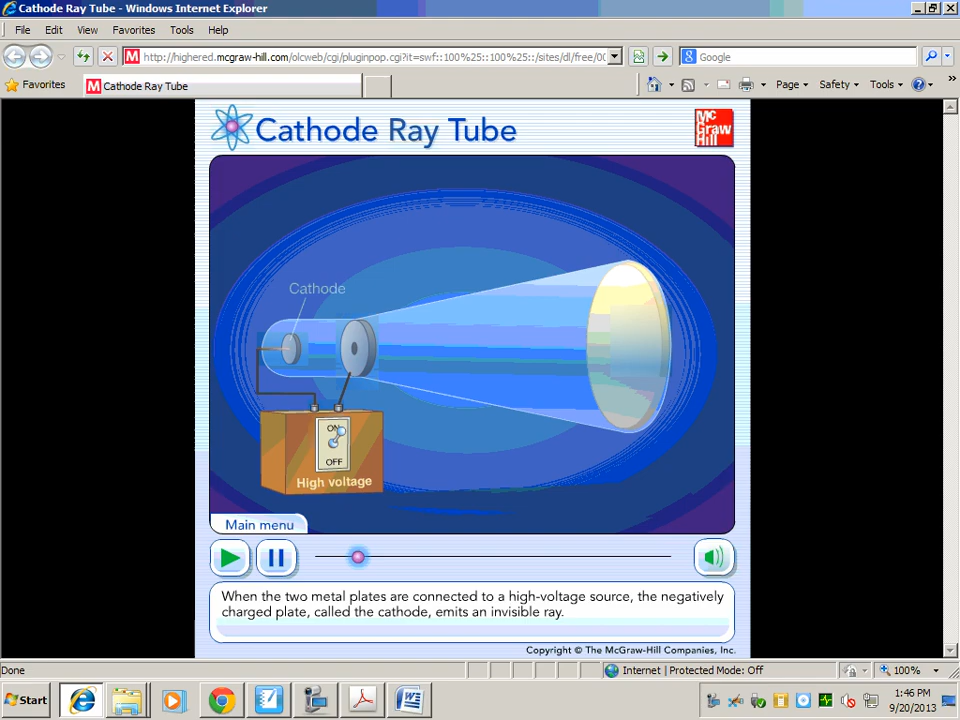 Cathode Ray Tube - Windows Internet Explorer
File Edit View Favorites Tools Help
http://highered.mcgraw-hill.com/olcweb/cgi/pluginpop.cgi?it=swf::100%25::100%25::/sites/dl/free/00
Google
Favorites
M Cathode Ray Tube
Page Safety Tools
Cathode Ray Tube
Mc
Graw
Hill
Cathode
ON
OFF
High voltage
Main menu
When the two metal plates are connected to a high-voltage source, the negatively
charged plate, called the cathode, emits an invisible ray.
Copyright © The McGraw-Hill Companies, Inc.
Done
Internet | Protected Mode: Off
100%
Start
1:46 PM
9/20/2013